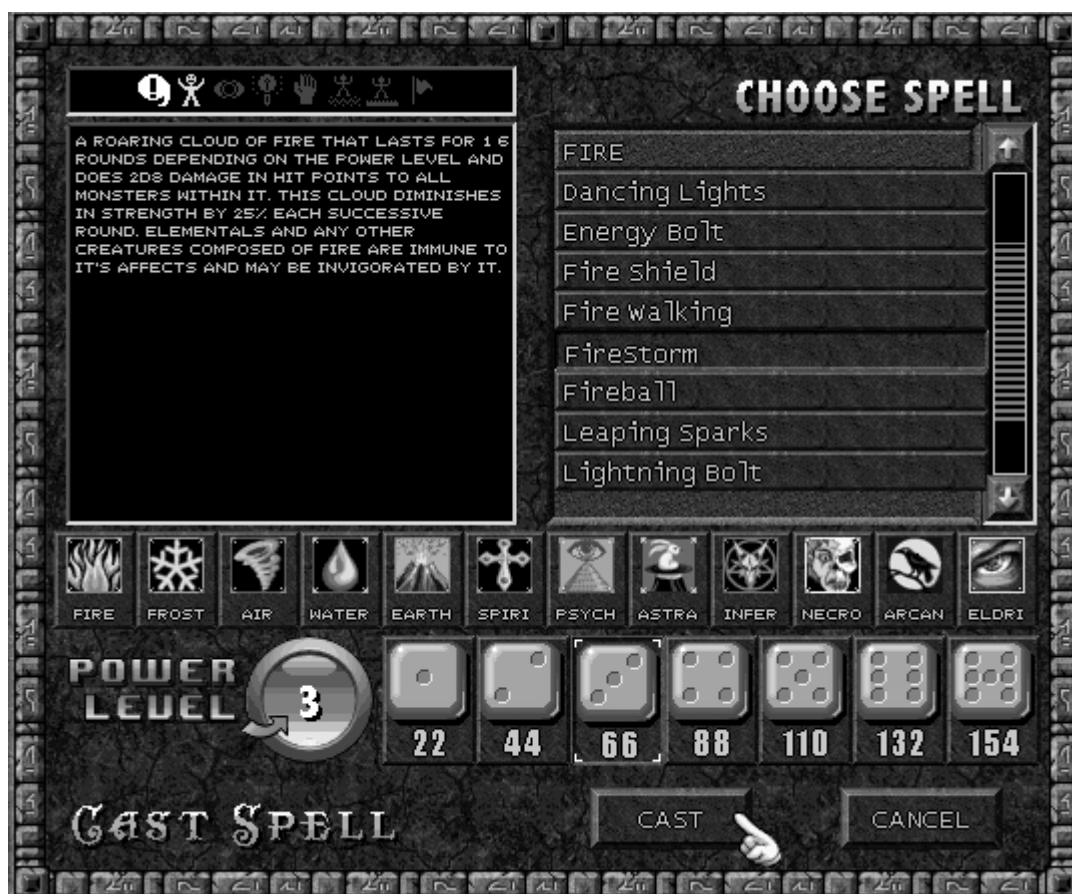 CHOOSE SPELL
A ROARING CLOUD OF FIRE THAT LASTS FOR 1 6
ROUNDS DEPENDING ON THE POWER LEVEL AND
DOES 2D8 DAMAGE IN HIT POINTS TO ALL
MONSTERS WITHIN IT. THIS CLOUD DIMINISHES
IN STRENGTH BY 25% EACH SUCCESSIVE
ROUND. ELEMENTALS AND ANY OTHER
CREATURES COMPOSED OF FIRE ARE IMMUNE TO
IT'S AFFECTS AND MAY BE INVIGORATED BY IT.
FIRE
Dancing Lights
Energy Bolt
Fire Shield
Fire Walking
FireStorm
Fireball
Leaping Sparks
Lightning Bolt
FIRE FROST AIR WATER EARTH SPIRI PSYCH ASTRA INFER NECRO ARCAN ELDRI
POWER
LEVEL
3
22 44 66 88 110 132 154
CAST SPELL
CAST
CANCEL